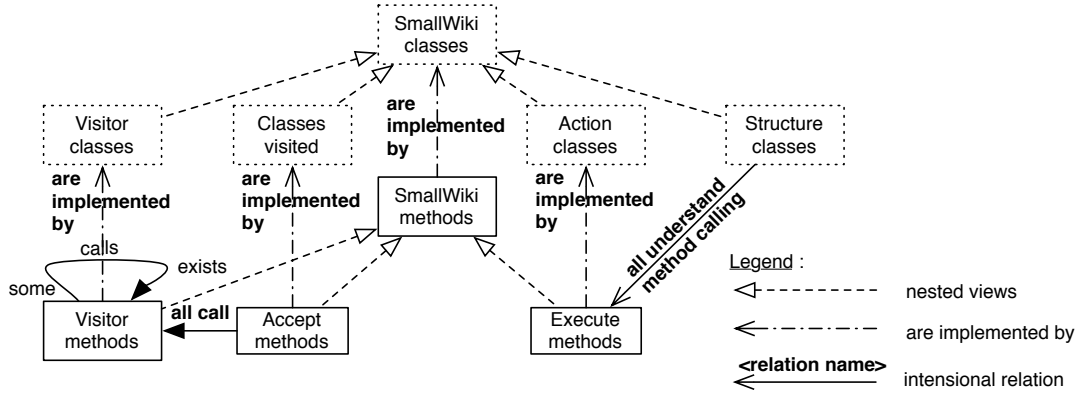 SmallWiki
classes
Visitor
classes
Classes
visited
are
implemented
by
Action
classes
Structure
classes
are
implemented
by
are
implemented
by
SmallWiki
methods
are
implemented
by
all understand
method calling
calls
some
exists
Visitor
methods
all call
Accept
methods
Execute
methods
Legend :
nested views
are implemented by
<relation name>
intensional relation